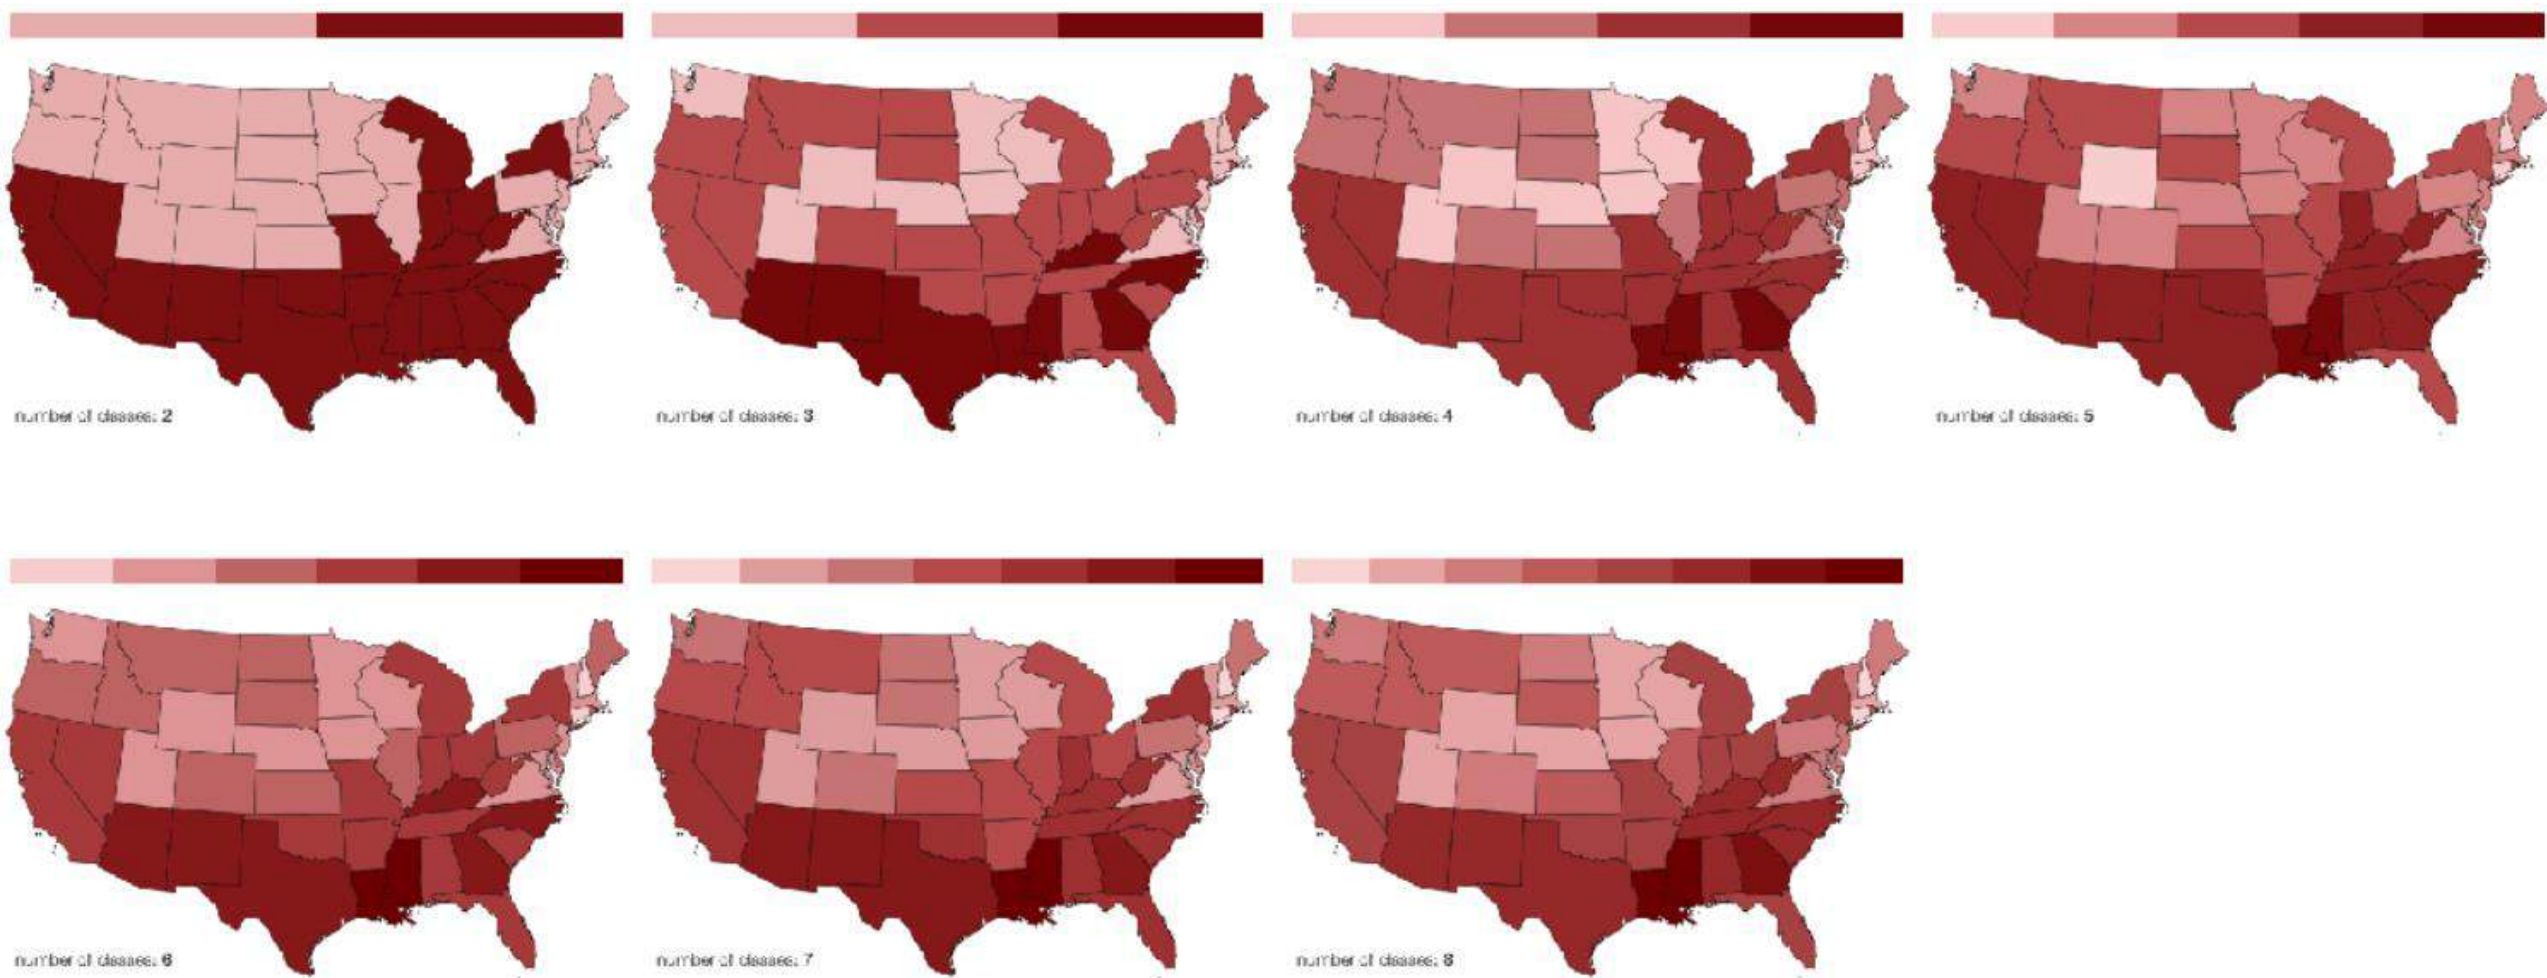 number of classes: 2
number of classes: 3
number of classes: 4
number of classes: 5
number of classes: 6
number of classes: 7
number of classes: 8